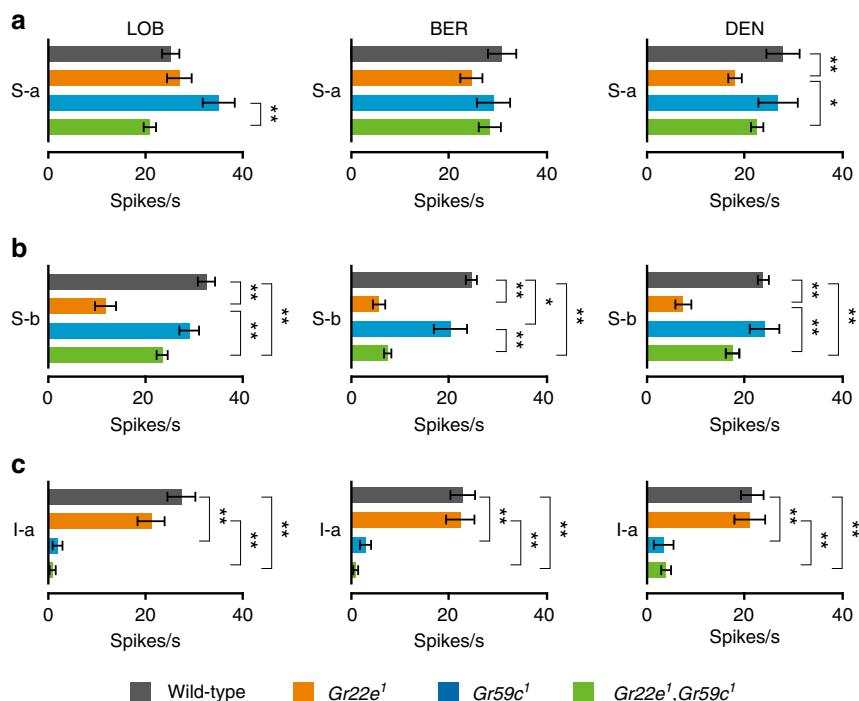 a
LOB BER DEN
S-a S-a S-a
** ** *
0 20 40 0 20 40 0 20 40
Spikes/s Spikes/s Spikes/s
b
S-b S-b S-b
** ** ** ** ** * ** ** ** **
0 20 40 0 20 40 0 20 40
Spikes/s Spikes/s Spikes/s
c
I-a I-a I-a
** ** ** ** ** ** ** ** **
0 20 40 0 20 40 0 20 40
Spikes/s Spikes/s Spikes/s
Wild-type Gr22e¹ Gr59c¹ Gr22e¹,Gr59c¹